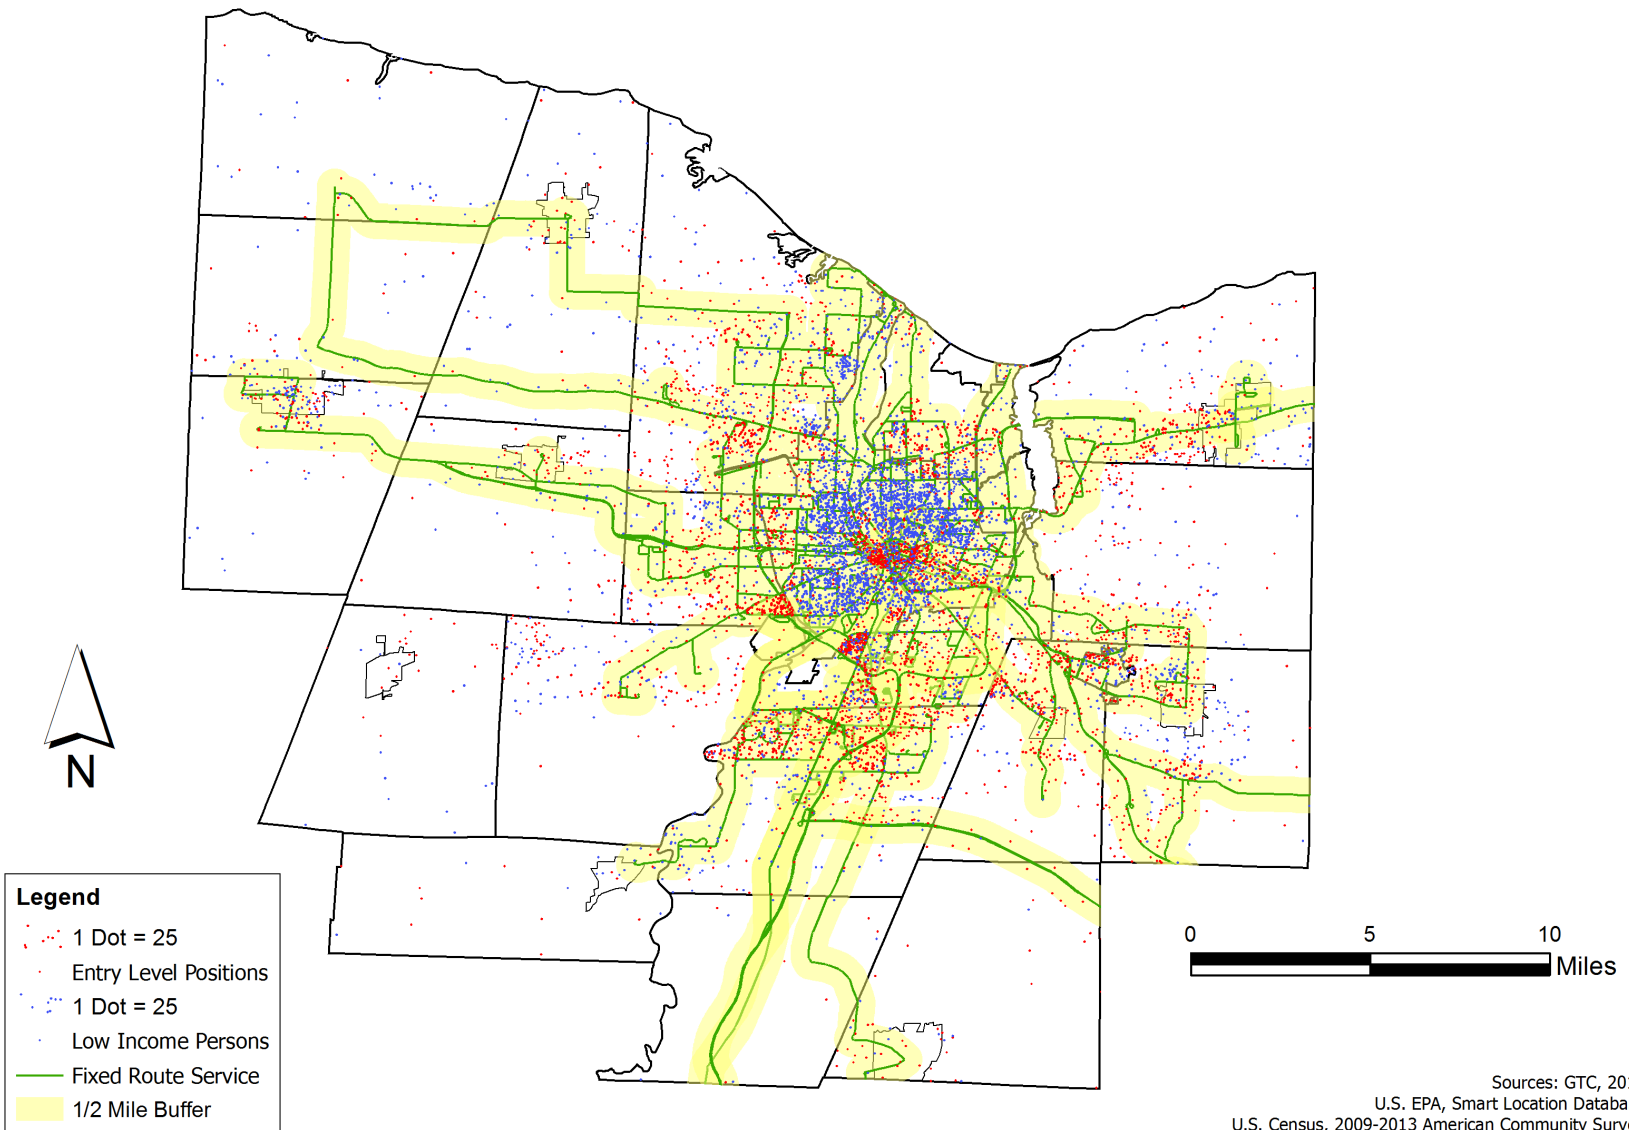 N
Legend
1 Dot = 25
Entry Level Positions
1 Dot = 25
Low Income Persons
Fixed Route Service
1/2 Mile Buffer
0 5 10
Miles
Sources: GTC, 20
U.S. EPA, Smart Location
U.S. Census, 2009-2013 American Community